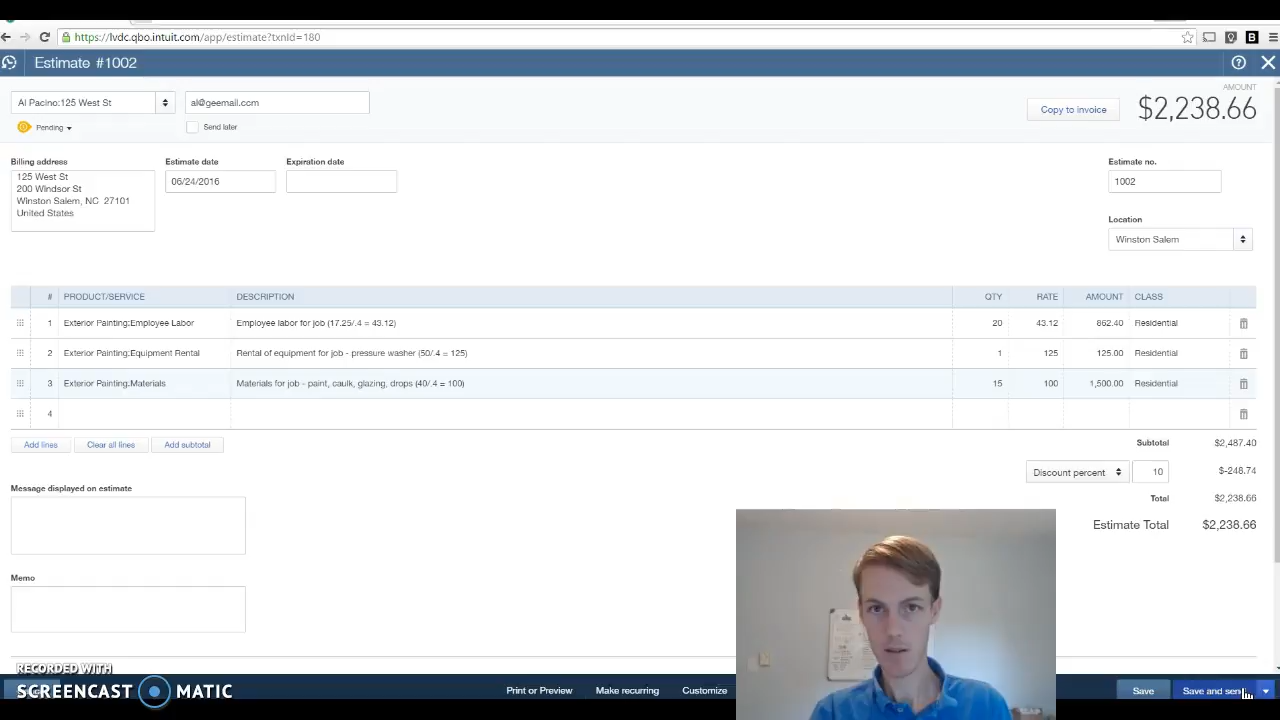 https://lvdc.qbo.intuit.com/app/estimate?txnId=180
B
Estimate #1002
AMOUNT
Al Pacino:125 West St
al@geemail.com
Copy to invoice
$2,238.66
Pending
Send later
Billing address
Estimate date
Expiration date
Estimate no.
125 West St
200 Windsor St
Winston Salem, NC 27101
United States
06/24/2016
1002
Location
Winston Salem
# PRODUCT/SERVICE DESCRIPTION QTY RATE AMOUNT CLASS
1 Exterior Painting:Employee Labor Employee labor for job (17.25/.4 = 43.12) 20 43.12 862.40 Residential
2 Exterior Painting:Equipment Rental Rental of equipment for job - pressure washer (50/.4 = 125) 1 125 125.00 Residential
3 Exterior Painting:Materials Materials for job - paint, caulk, glazing, drops (40/.4 = 100) 15 100 1,500.00 Residential
4
Add lines Clear all lines Add subtotal
Subtotal $2,487.40
Discount percent 10 $-248.74
Total $2,238.66
Estimate Total $2,238.66
Message displayed on estimate
Memo
RECORDED WITH
SCREENCAST MATIC
Print or Preview Make recurring Customize
Save Save and send